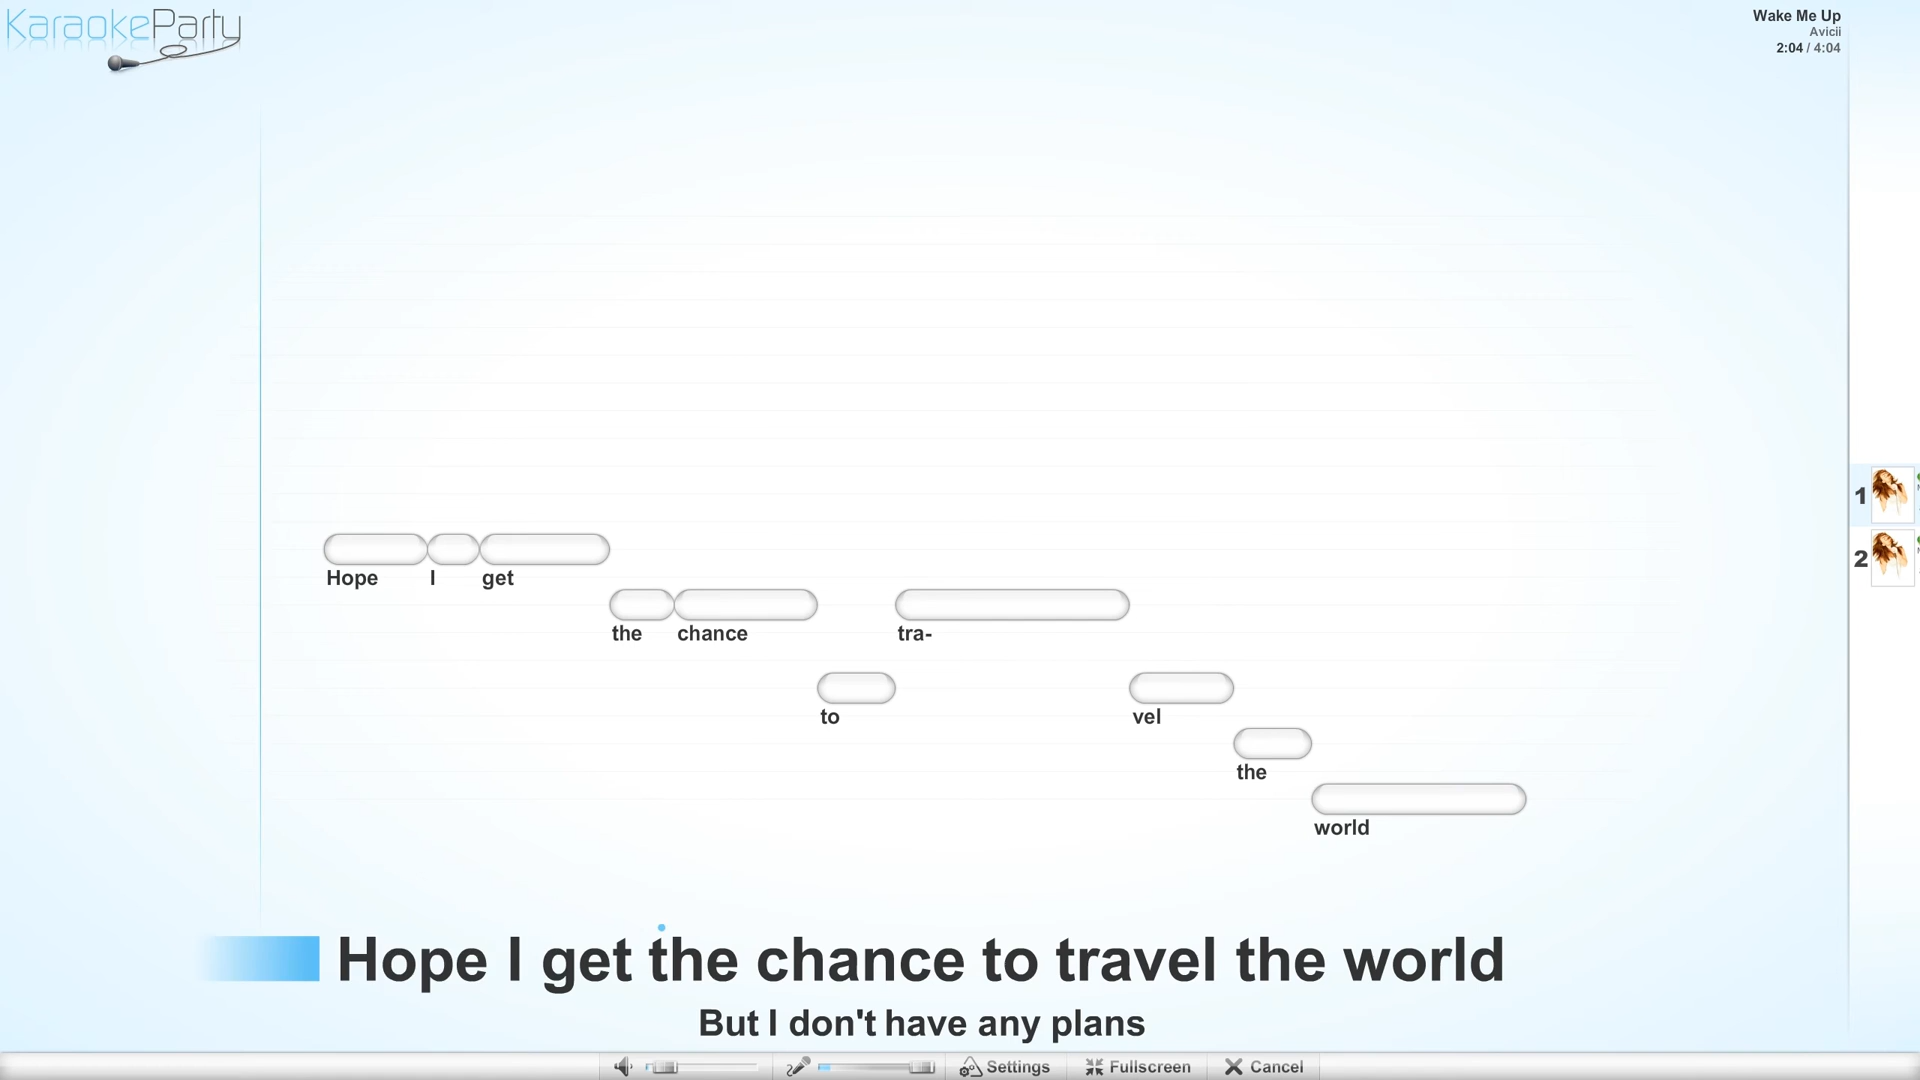 KaraokeParty
Wake Me Up
Avicii
2:04 / 4:04
1
2
Hope I get
the chance tra-
to vel
the
world
Hope I get the chance to travel the world
But I don't have any plans
Settings Fullscreen Cancel